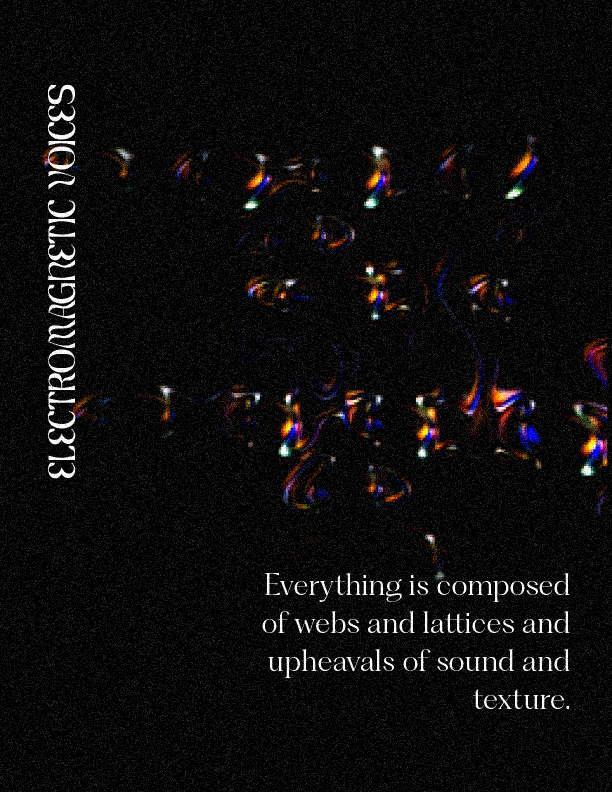 ELECTROMAGNETIC VOICES
Everything is composed
of webs and lattices and
upheavals of sound and
texture.